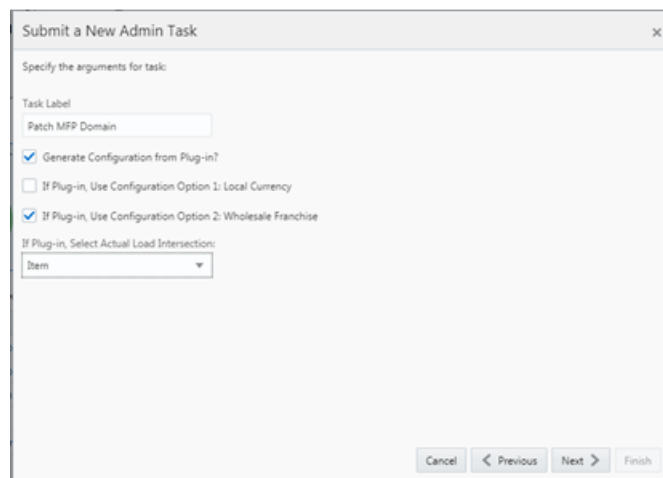 Submit a New Admin Task
Specify the arguments for task:
Task Label
Patch MFP Domain
Generate Configuration from Plug-in?
If Plug-in, Use Configuration Option 1: Local Currency
If Plug-in, Use Configuration Option 2: Wholesale Franchise
If Plug-in, Select Actual Load Intersection:
Item
Cancel Previous Next Finish